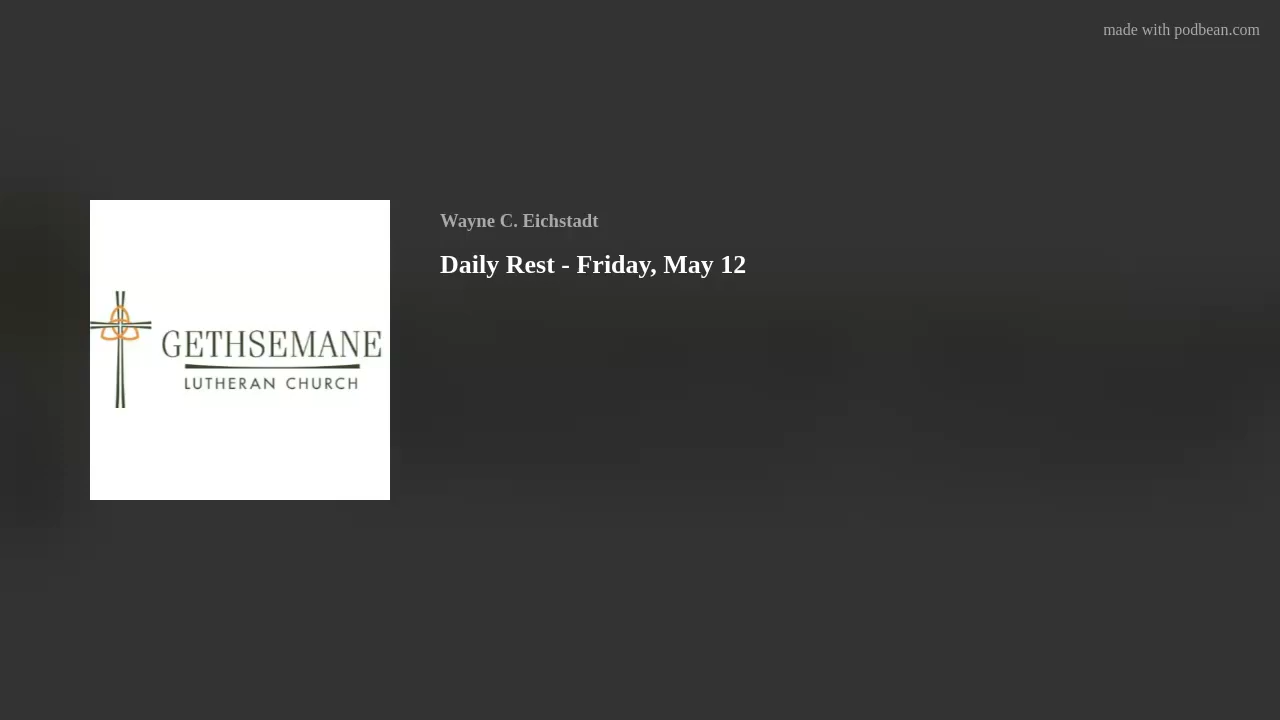 made with podbean.com
Wayne C. Eichstadt
Daily Rest - Friday, May 12
GETHSEMANE
LUTHERAN CHURCH